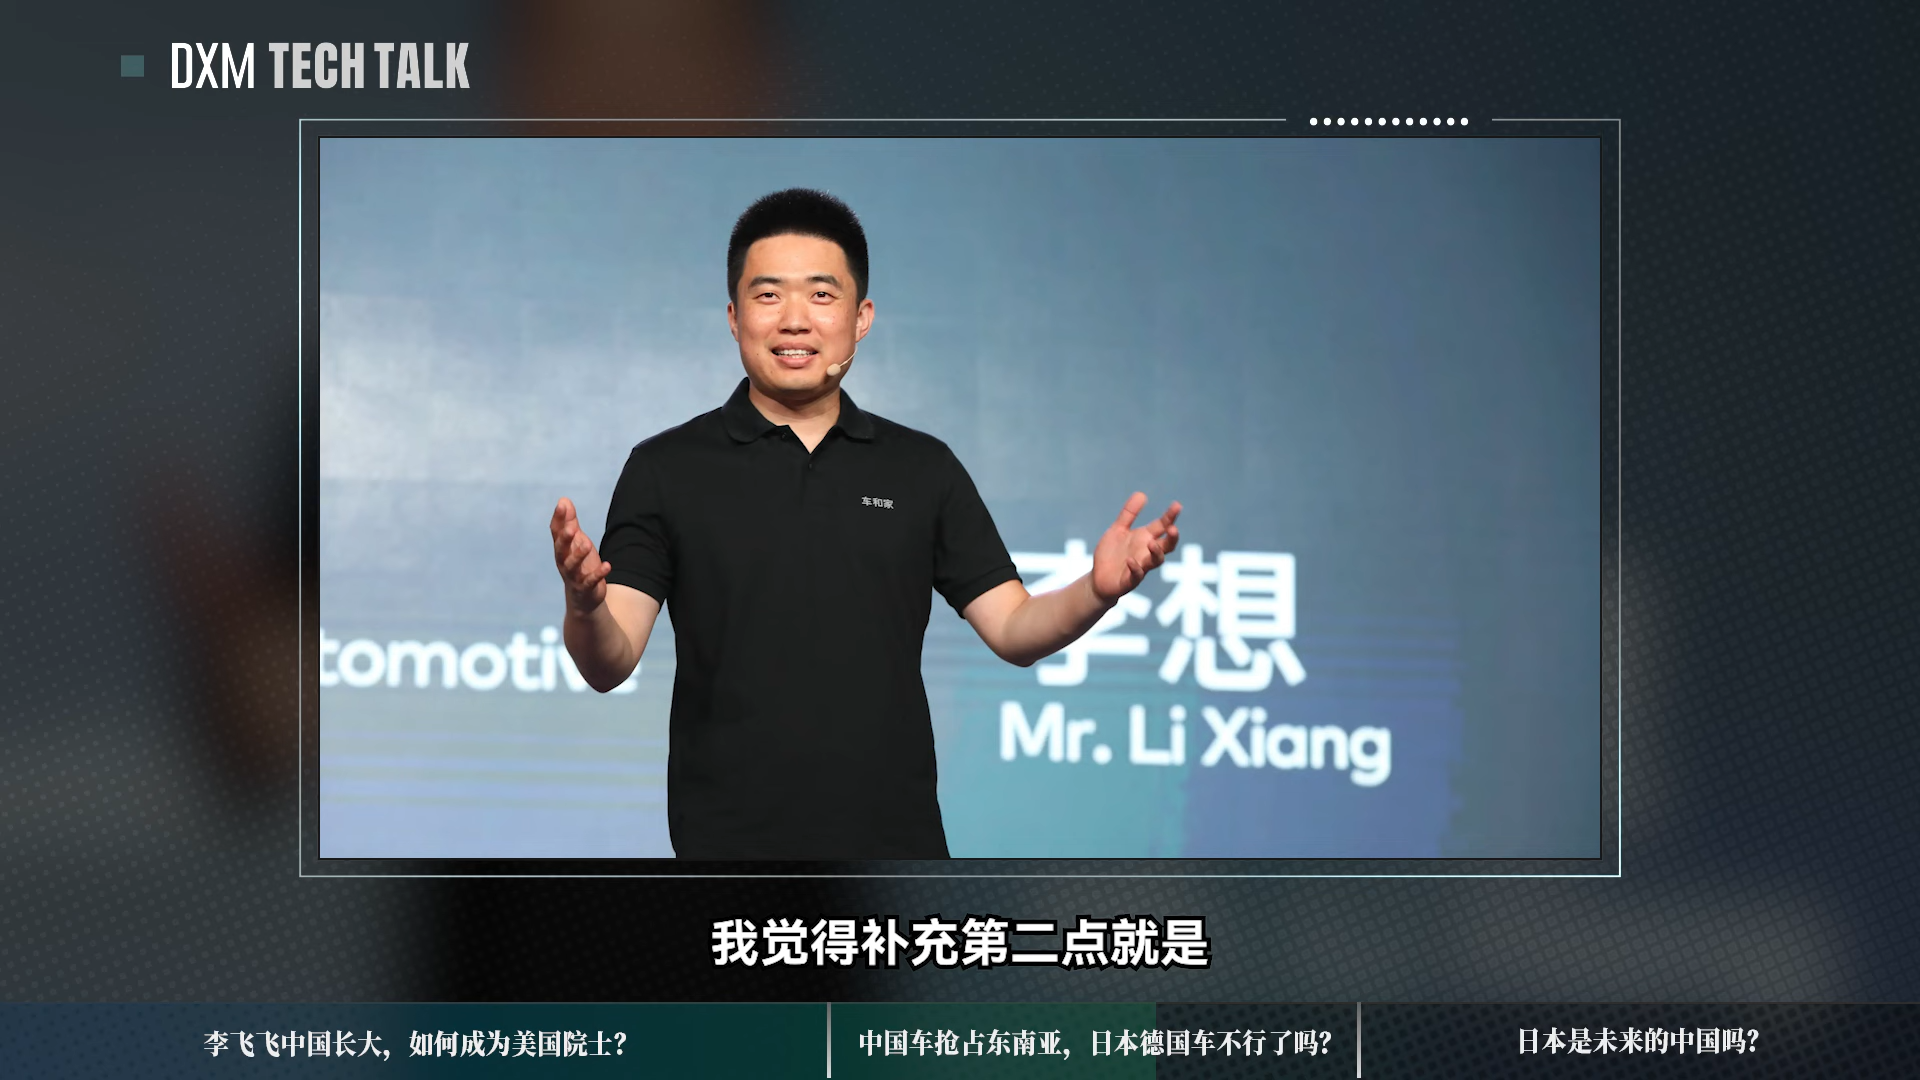 DXM TECH TALK
车和家
tomotive
李想
Mr. Li Xiang
我觉得补充第二点就是
李飞飞中国长大，如何成为美国院士？
中国车抢占东南亚，日本德国车不行了吗？
日本是未来的中国吗？